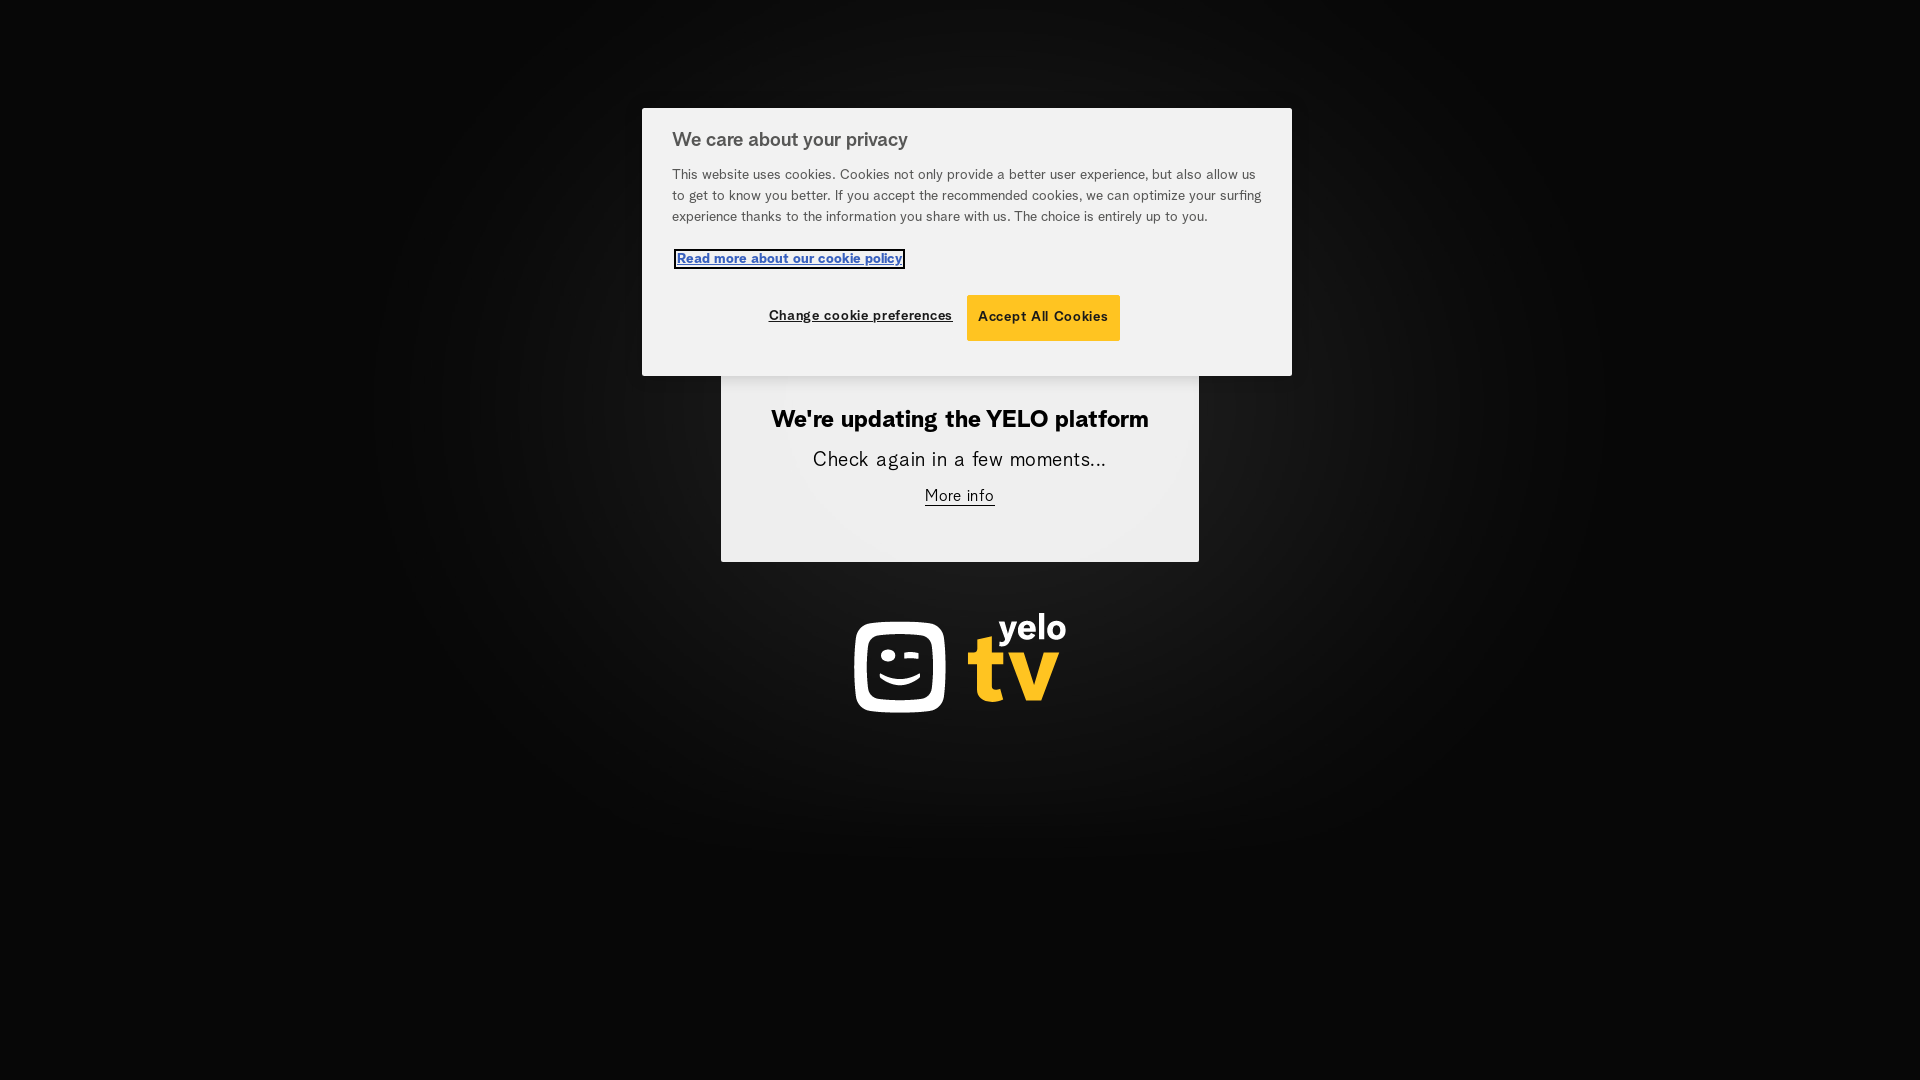 We care about your privacy
This website uses cookies. Cookies not only provide a better user experience, but also allow us
to get to know you better. If you accept the recommended cookies, we can optimize your surfing
experience thanks to the information you share with us. The choice is entirely up to you.
Read more about our cookie policy
Change cookie preferences
Accept All Cookies
We're updating the YELO platform
Check again in a few moments...
More info
yelo
tv